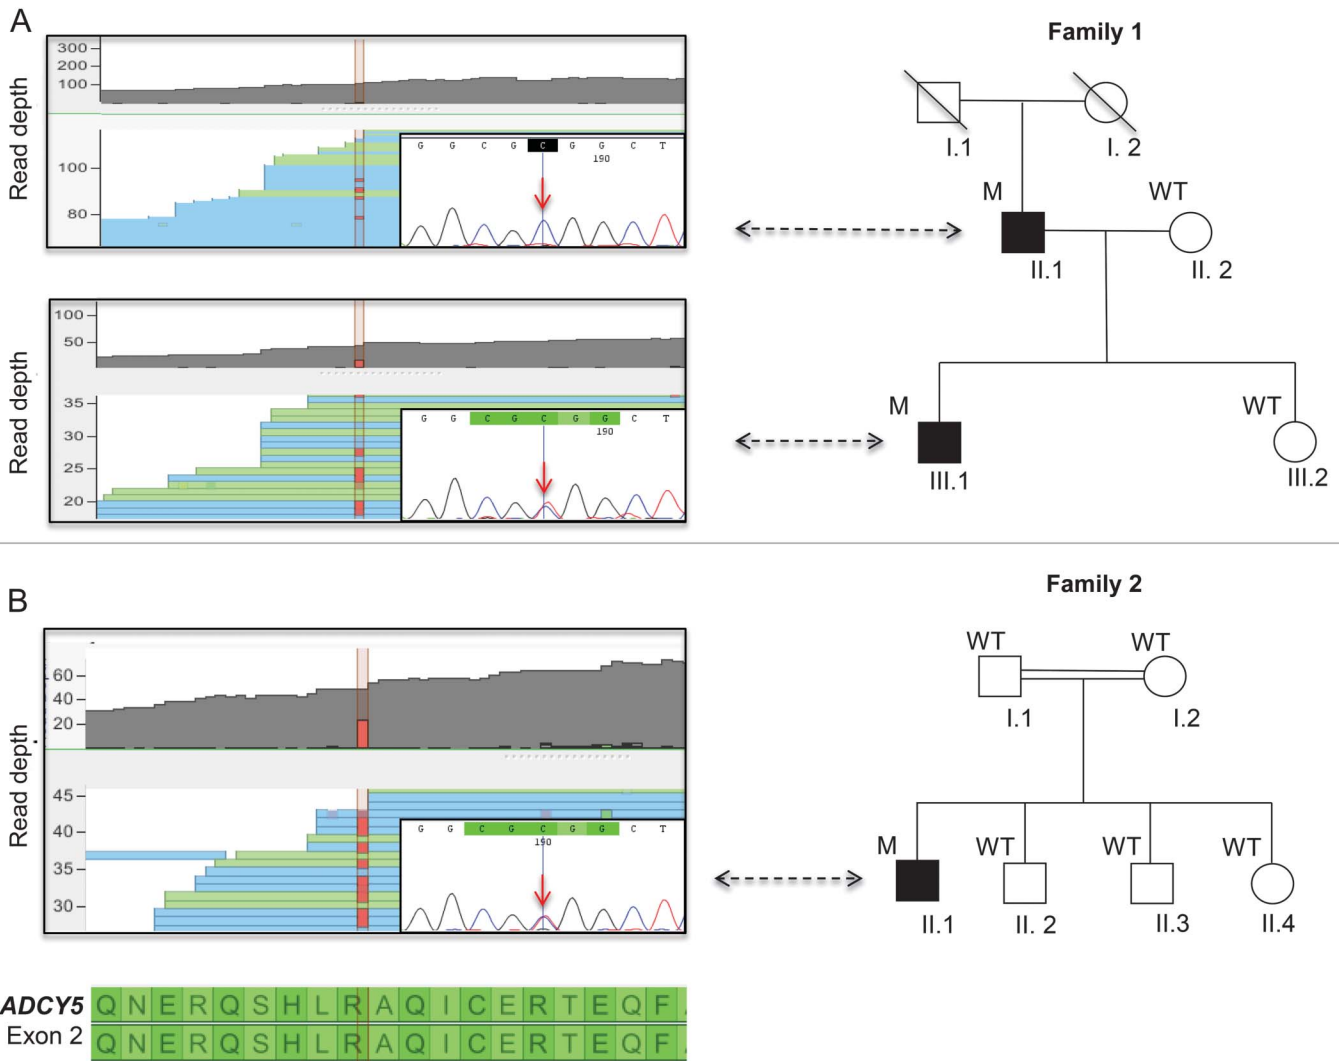 A
Family 1
Read depth
300
200
100
100
80
G G C G C G G C T
190
I.1
I. 2
M
WT
II.1
II. 2
Read depth
100
50
35
30
25
20
G G C G C G G C T
190
M
WT
III.1
III.2
B
Family 2
Read depth
60
40
20
45
40
35
30
G G C G C G G C T
190
WT
WT
I.1
I.2
M
WT
WT
WT
II.1
II. 2
II.3
II.4
ADCY5
Exon 2
Q N E R Q S H L R A Q I C E R T E Q F
Q N E R Q S H L R A Q I C E R T E Q F